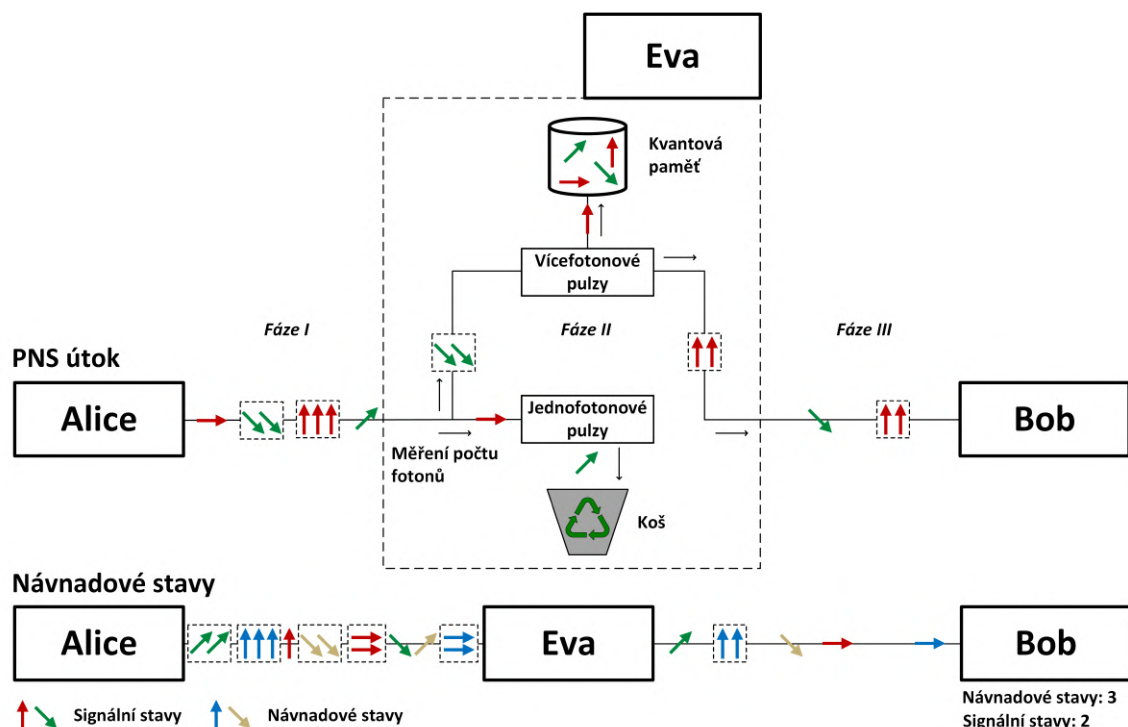 Eva
Kvantová
paměť
Vícefotonové
pulzy
Fáze I
Fáze II
Fáze III
PNS útok
Alice
Jednofotonové
pulzy
Bob
Měření počtu
fotonů
Koš
Návnadové stavy
Alice
Eva
Bob
Signální stavy
Návnadové stavy
Návnadové stavy: 3
Signální stavy: 2